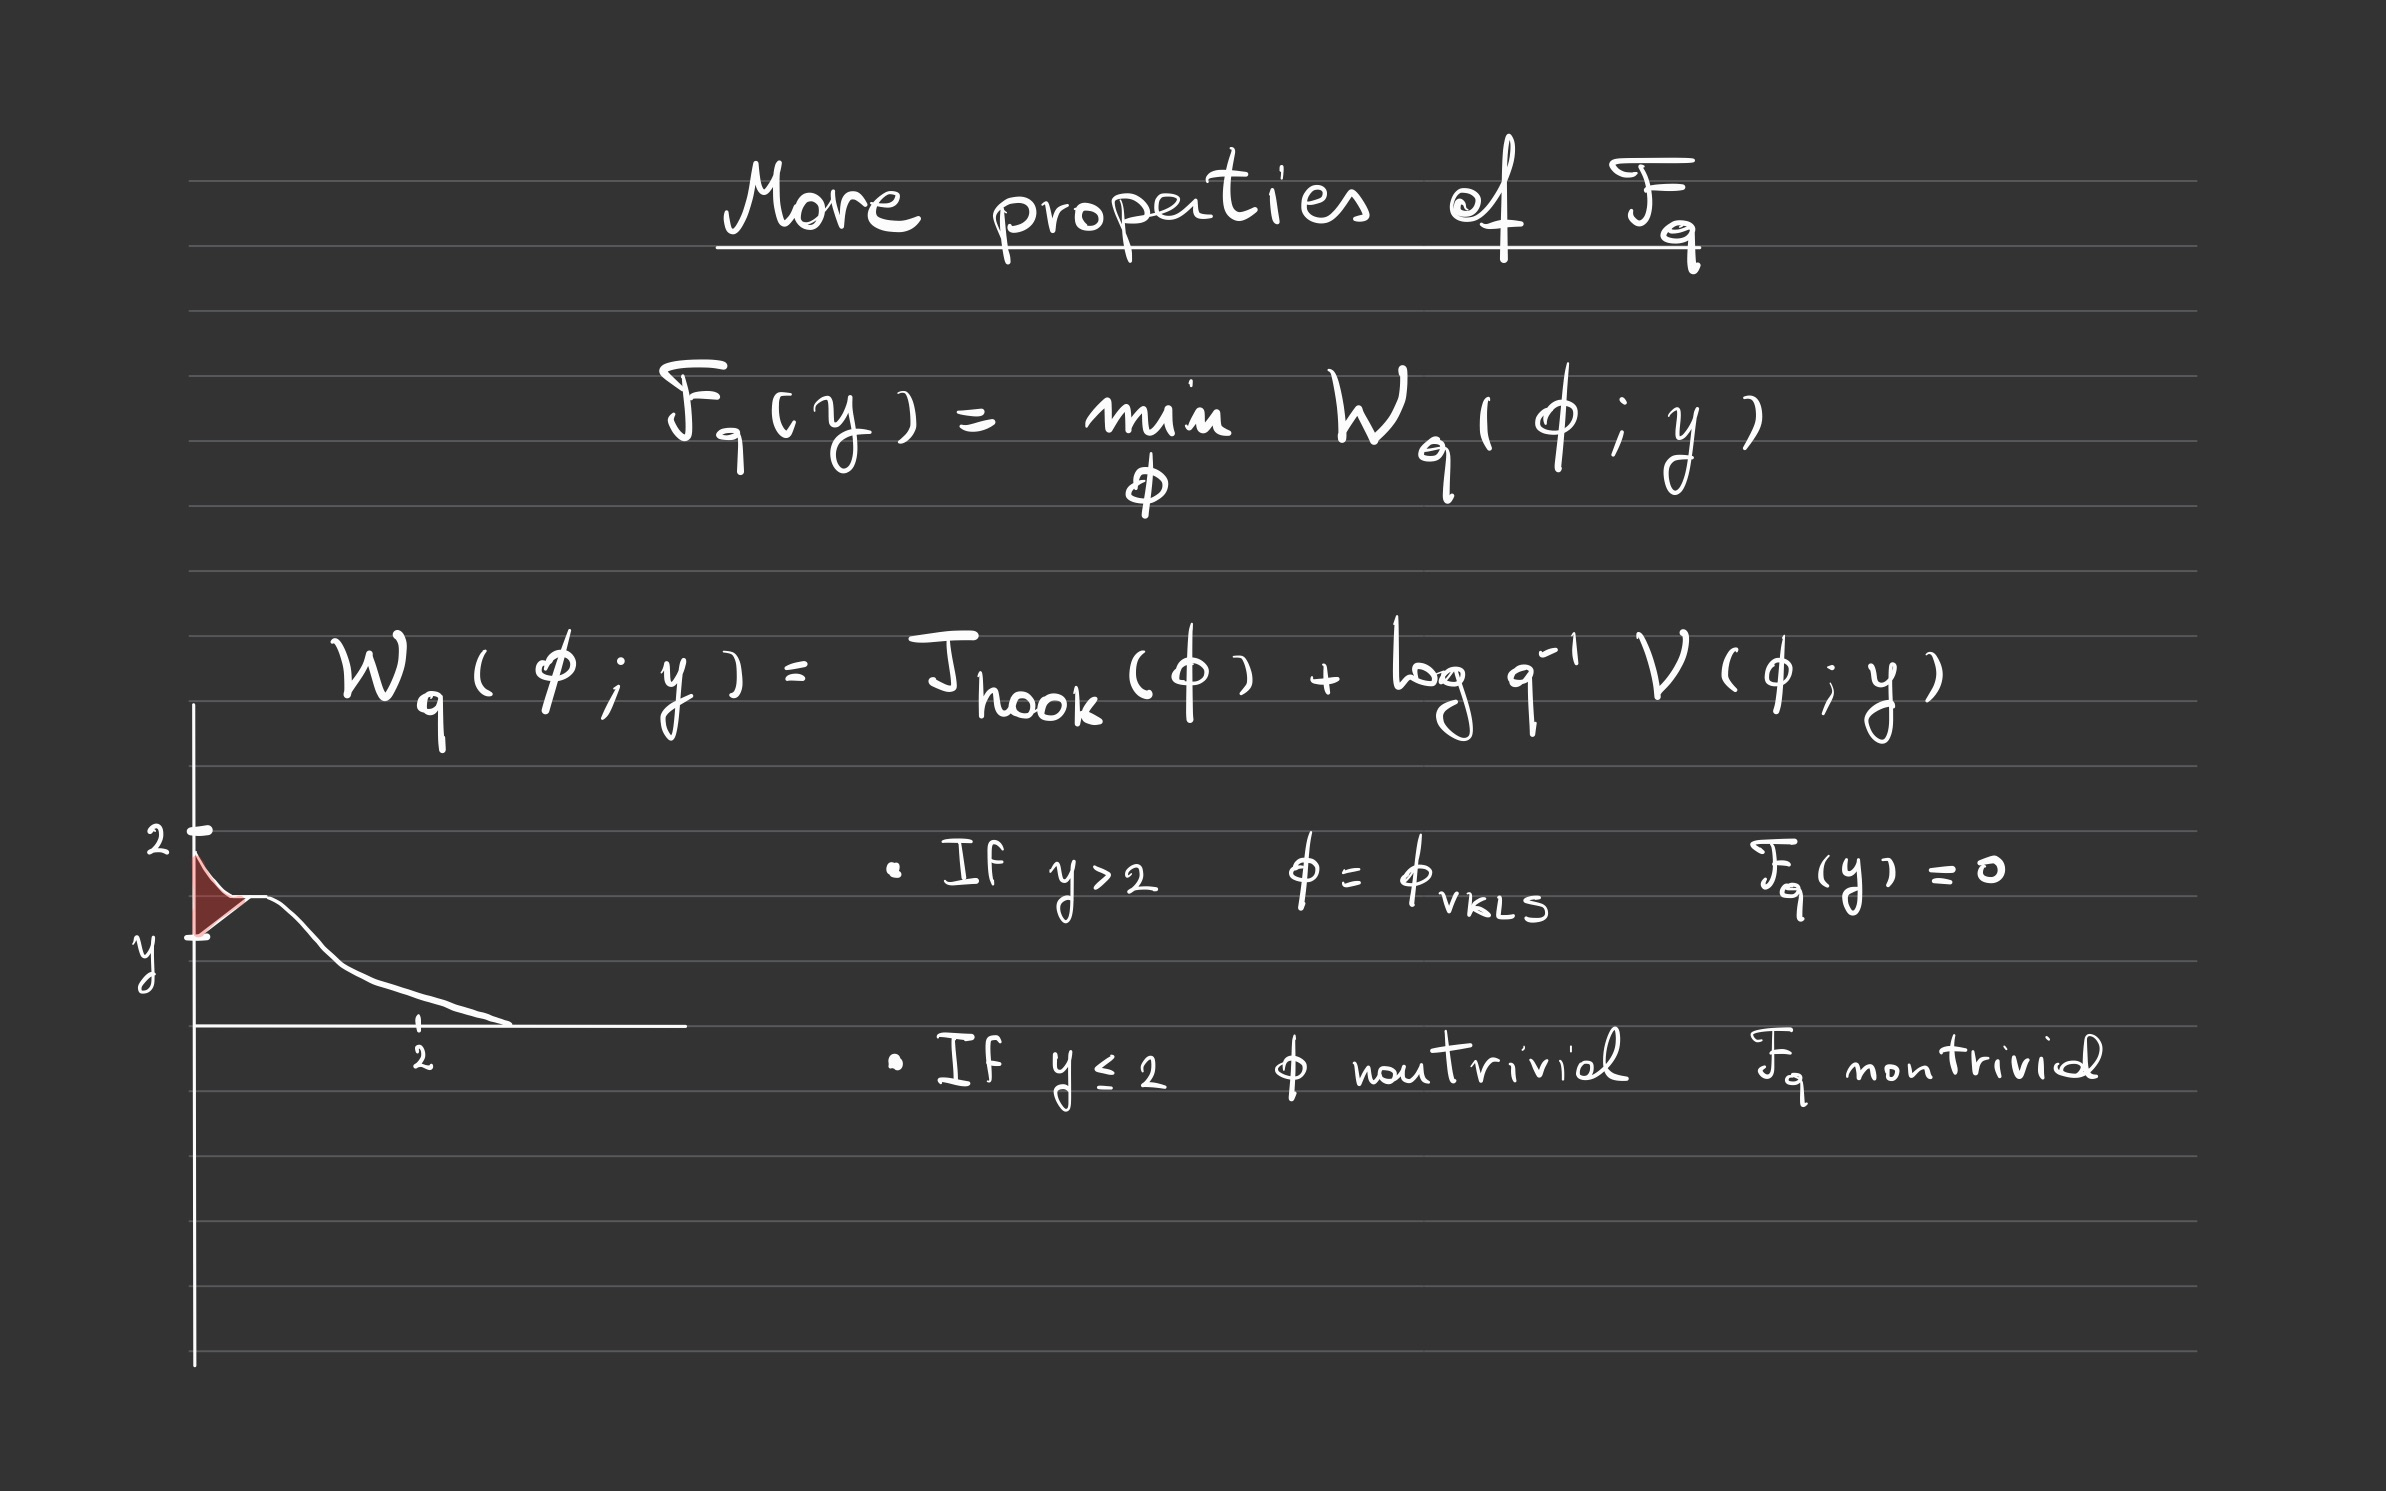 More properties of F_q
F_q(y) = min_ϕ W_q(ϕ; y)
W_q(ϕ; y) = J_hook(ϕ) + log q^{-1} V(ϕ; y)
2
• If y > 2 ϕ = ϕ_VKLS F_q(y) = 0
y
2
• If y ≤ 2 ϕ nontrivial F_q nontrivial